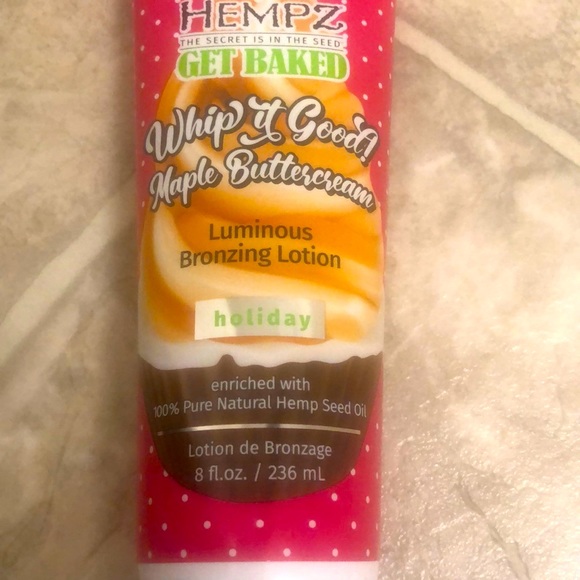 HEMPZ
THE SECRET IS IN THE SEED
GET BAKED
Whip it Good!
Maple Buttercream
Luminous
Bronzing Lotion
holiday
enriched with
100% Pure Natural Hemp Seed Oil
Lotion de Bronzage
8 fl.oz. / 236 mL